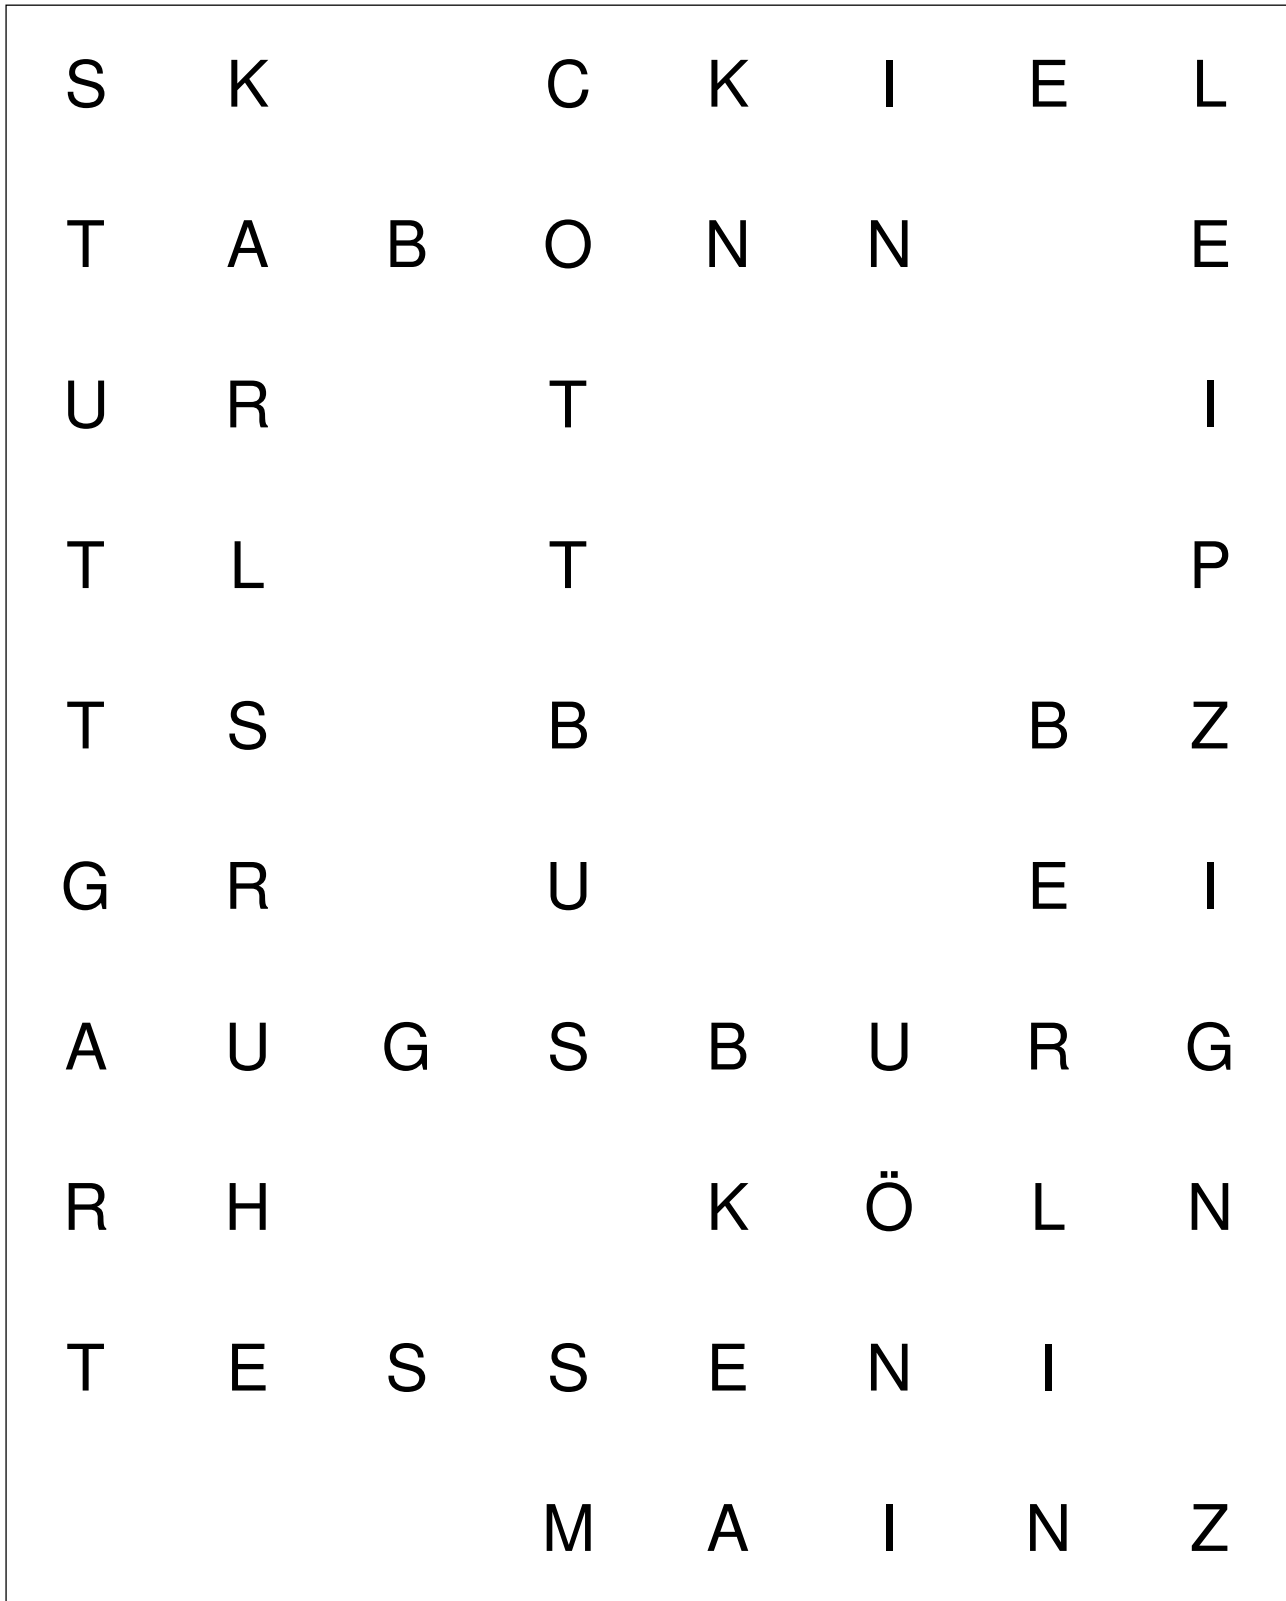 S K C K I E L
T A B O N N E
U R T I
T L T P
T S B B Z
G R U E I
A U G S B U R G
R H K Ö L N
T E S S E N I
M A I N Z